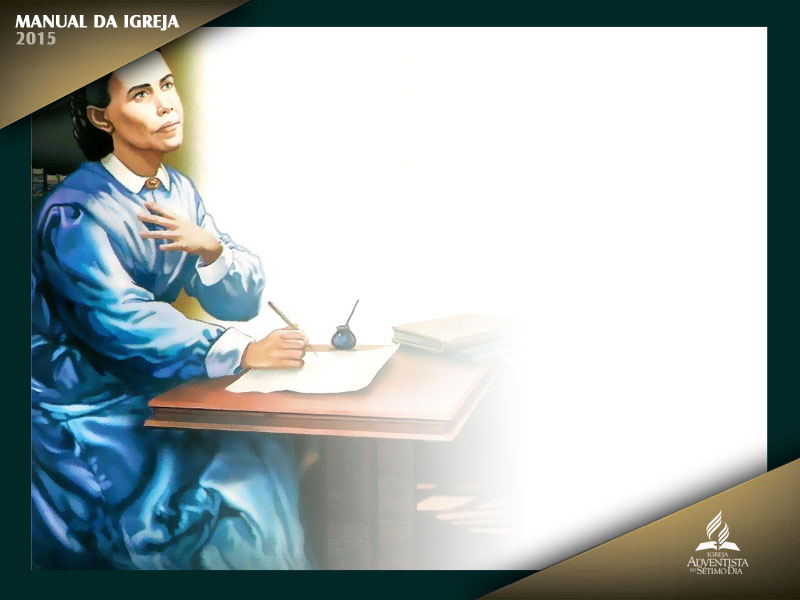 MANUAL DA IGREJA
2015
IGREJA
ADVENTISTA
DO SÉTIMO DIA